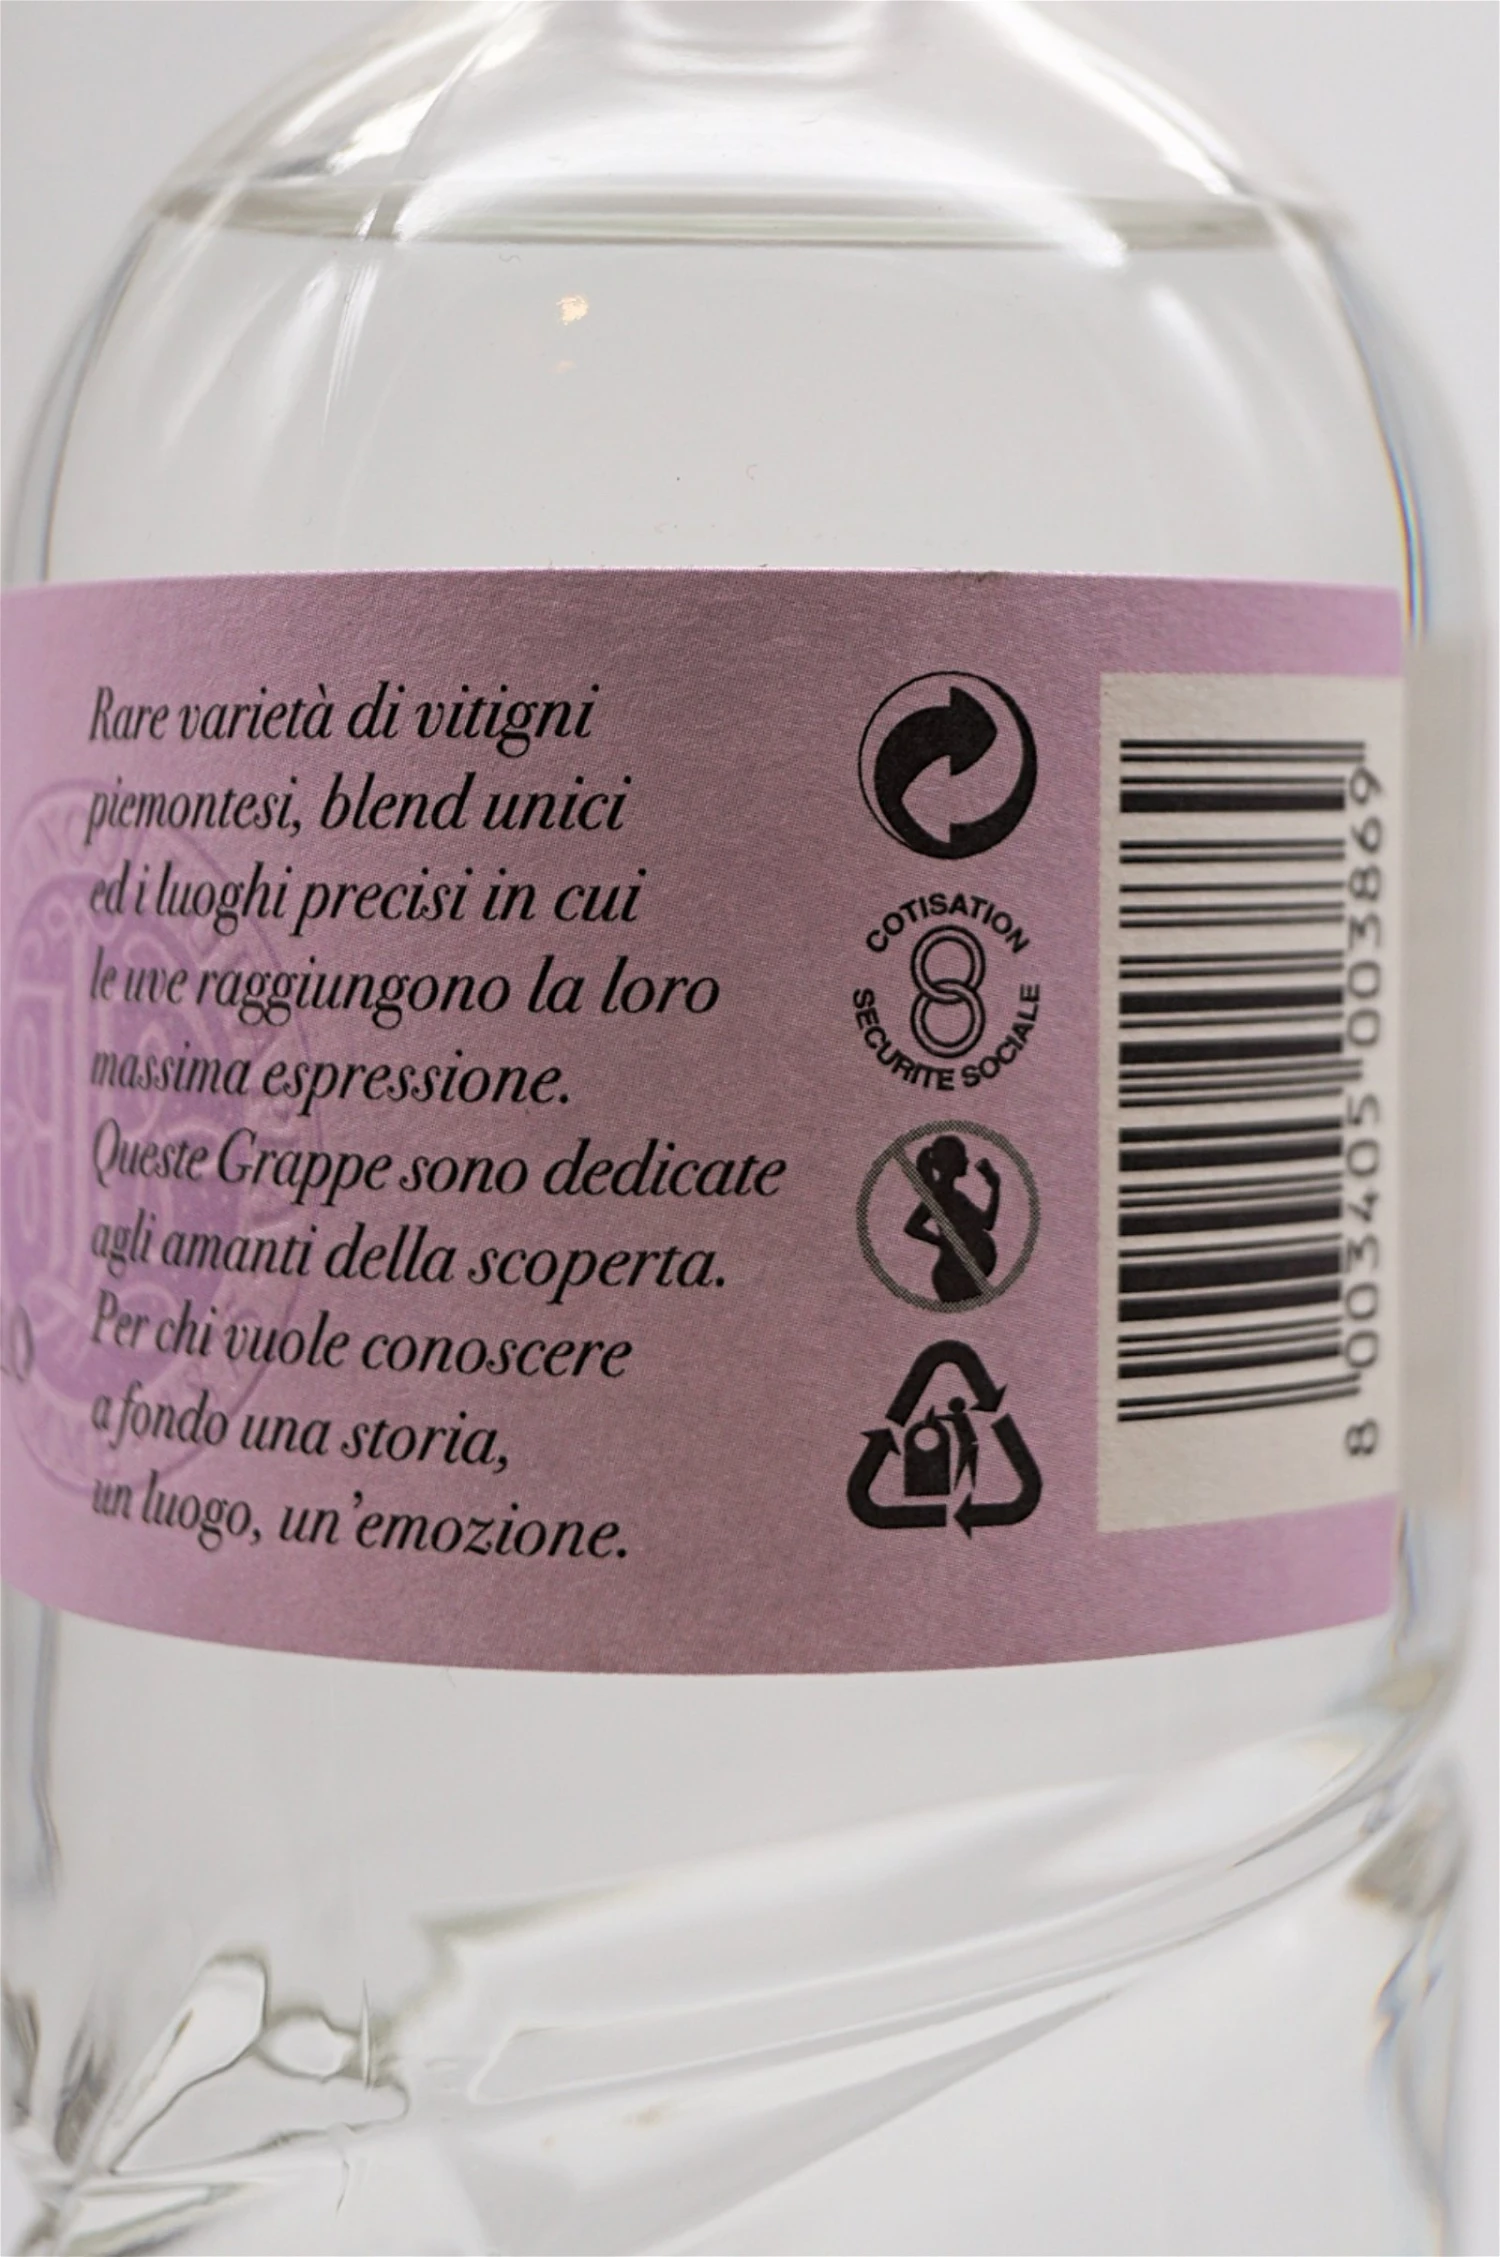 Rare varietà di vitigni
piemontesi, blend unici
ed i luoghi precisi in cui
le uve raggiungono la loro
massima espressione.
Queste Grappe sono dedicate
agli amanti della scoperta.
Per chi vuole conoscere
a fondo una storia,
un luogo, un'emozione.
COTISATION
SECURITE SOCIALE
8 003405 003869